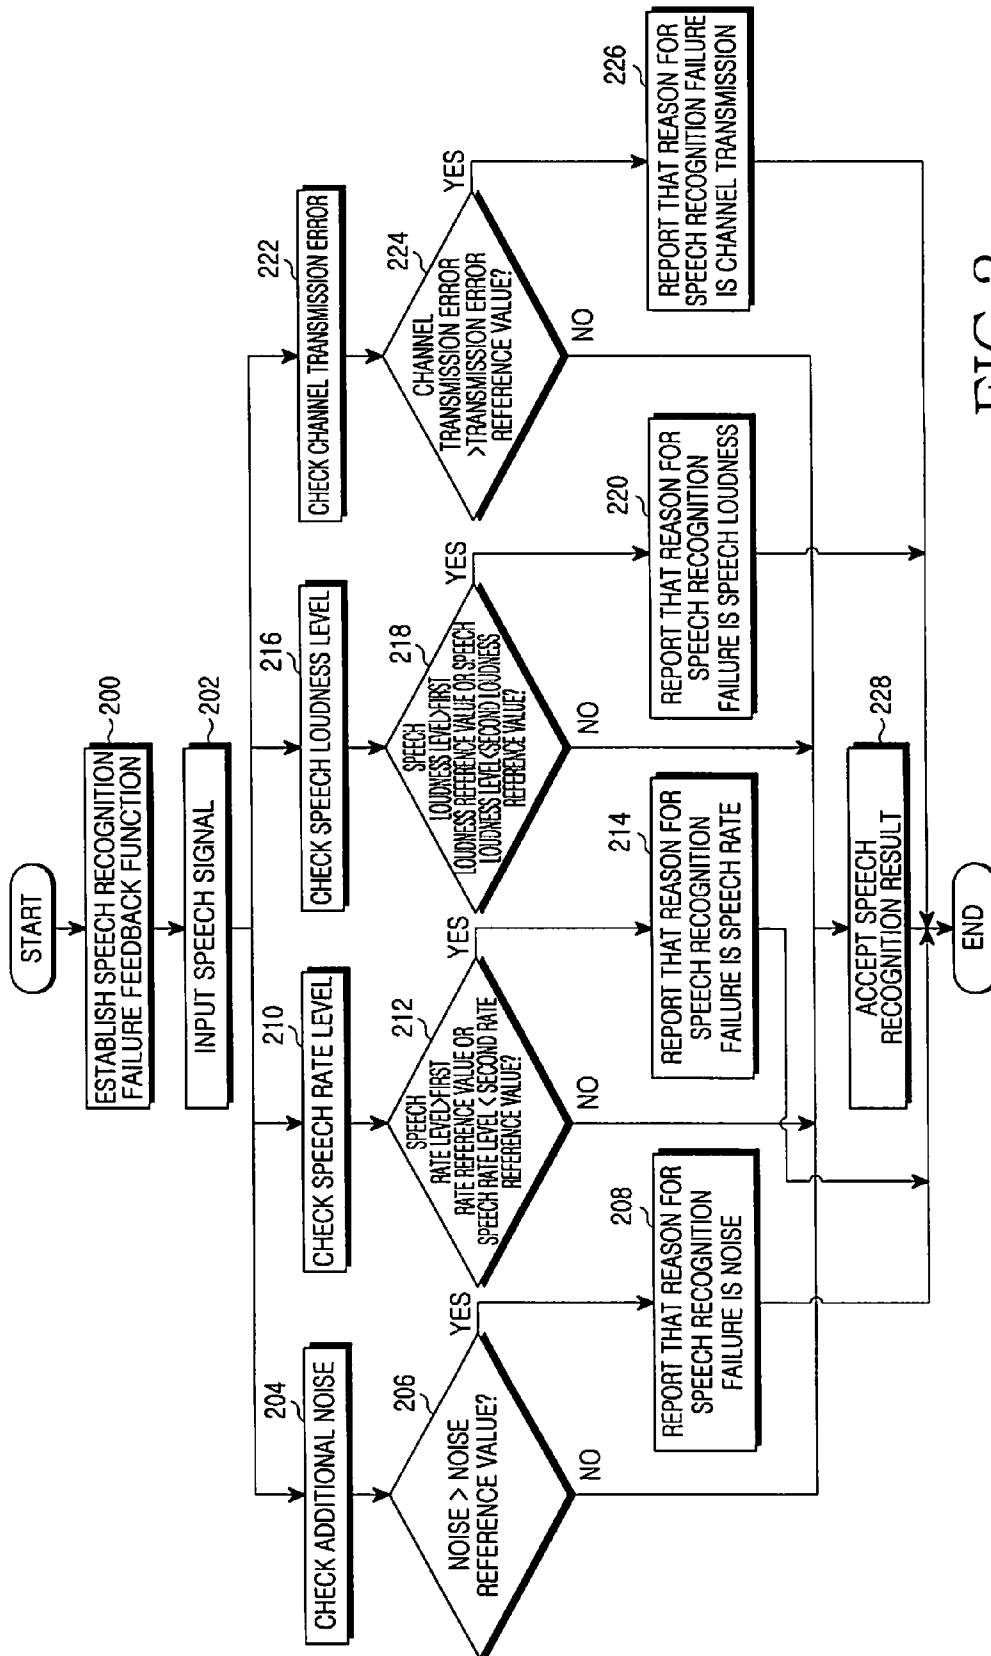 START
200
ESTABLISH SPEECH RECOGNITION
FAILURE FEEDBACK FUNCTION
202
INPUT SPEECH SIGNAL
204
CHECK ADDITIONAL NOISE
206
NOISE > NOISE
REFERENCE VALUE?
YES
NO
208
REPORT THAT REASON FOR
SPEECH RECOGNITION
FAILURE IS NOISE
210
CHECK SPEECH RATE LEVEL
212
SPEECH
RATE LEVEL>FIRST
RATE REFERENCE VALUE OR
SPEECH RATE LEVEL < SECOND RATE
REFERENCE VALUE?
YES
NO
214
REPORT THAT REASON FOR
SPEECH RECOGNITION
FAILURE IS SPEECH RATE
216
CHECK SPEECH LOUDNESS LEVEL
218
SPEECH
LOUDNESS LEVEL>FIRST
LOUDNESS REFERENCE VALUE OR SPEECH
LOUDNESS LEVEL<SECOND LOUDNESS
REFERENCE VALUE?
YES
NO
220
REPORT THAT REASON FOR
SPEECH RECOGNITION
FAILURE IS SPEECH LOUDNESS
222
CHECK CHANNEL TRANSMISSION ERROR
224
CHANNEL
TRANSMISSION ERROR
>TRANSMISSION ERROR
REFERENCE VALUE?
YES
NO
226
REPORT THAT REASON FOR
SPEECH RECOGNITION FAILURE
IS CHANNEL TRANSMISSION
228
ACCEPT SPEECH
RECOGNITION RESULT
END